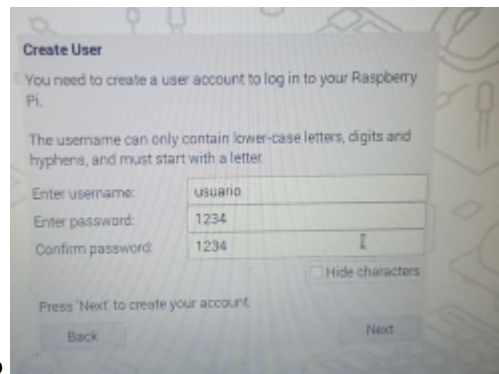 Create User
You need to create a user account to log in to your Raspberry
Pi.
The username can only contain lower-case letters, digits and
hyphens, and must start with a letter.
Enter username: usuario
Enter password: 1234
Confirm password: 1234
Hide characters
Press 'Next' to create your account.
Back Next